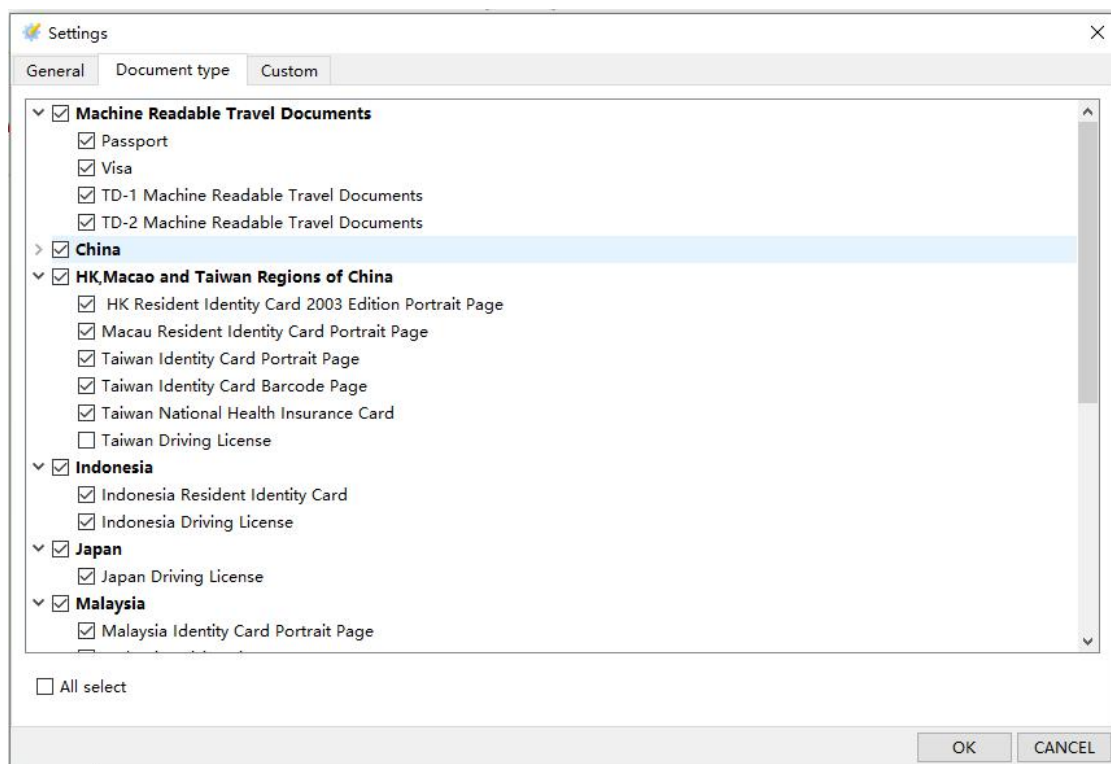 Settings
General Document type Custom
Machine Readable Travel Documents
Passport
Visa
TD-1 Machine Readable Travel Documents
TD-2 Machine Readable Travel Documents
China
HK,Macao and Taiwan Regions of China
HK Resident Identity Card 2003 Edition Portrait Page
Macau Resident Identity Card Portrait Page
Taiwan Identity Card Portrait Page
Taiwan Identity Card Barcode Page
Taiwan National Health Insurance Card
Taiwan Driving License
Indonesia
Indonesia Resident Identity Card
Indonesia Driving License
Japan
Japan Driving License
Malaysia
Malaysia Identity Card Portrait Page
All select
OK CANCEL